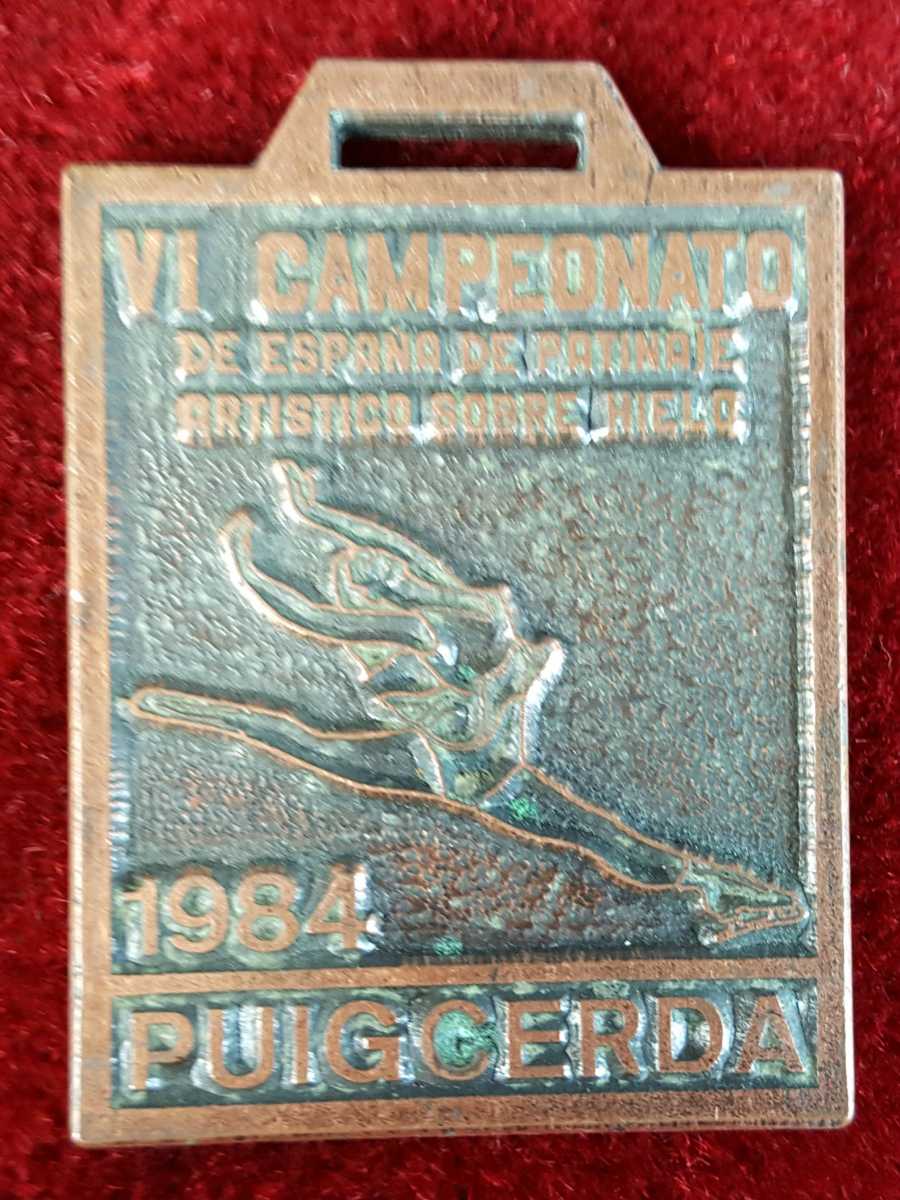 VI CAMPEONATO
DE ESPAÑA DE PATINAJE
ARTISTICO SOBRE HIELO
1984
PUIGCERDA